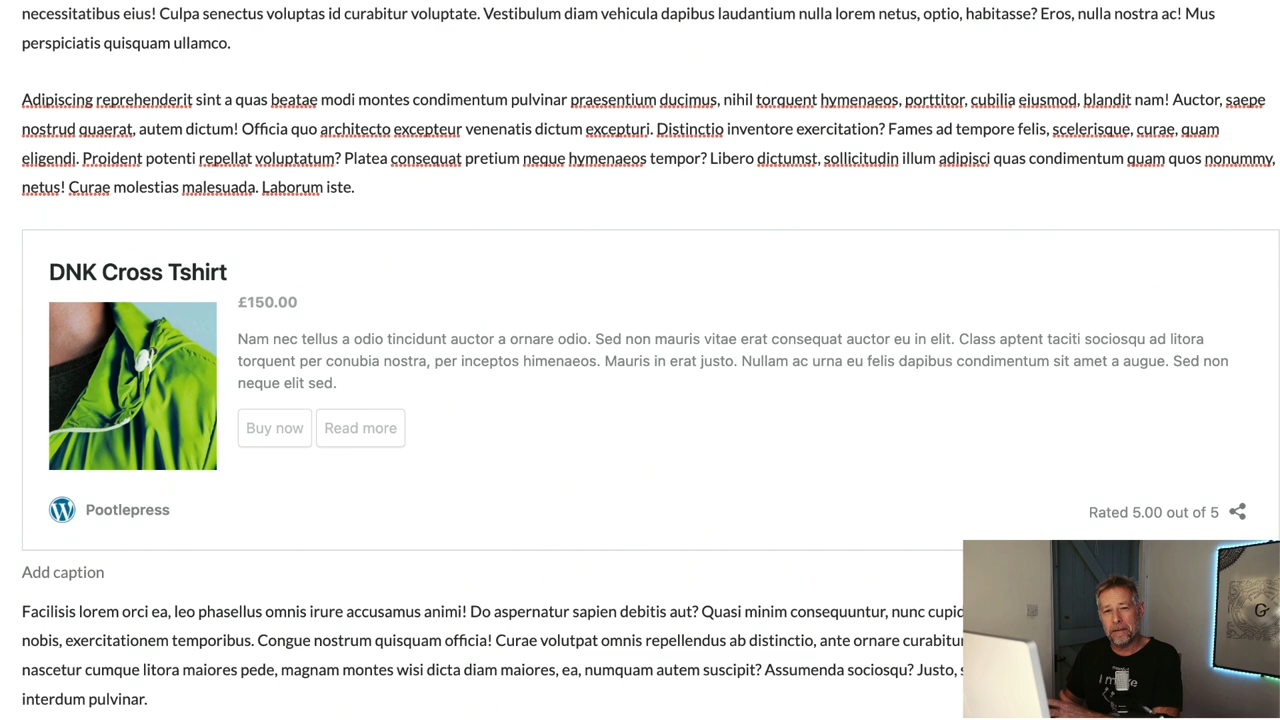 necessitatibus eius! Culpa senectus voluptas id curabitur voluptate. Vestibulum diam vehicula dapibus laudantium nulla lorem netus, optio, habitasse? Eros, nulla nostra ac! Mus
perspiciatis quisquam ullamco.
Adipiscing reprehenderit sint a quas beatae modi montes condimentum pulvinar praesentium ducimus, nihil torquent hymenaeos, porttitor, cubilia eiusmod, blandit nam! Auctor, saepe
nostrud quaerat, autem dictum! Officia quo architecto excepteur venenatis dictum excepturi. Distinctio inventore exercitation? Fames ad tempore felis, scelerisque, curae, quam
eligendi. Proident potenti repellat voluptatum? Platea consequat pretium neque hymenaeos tempor? Libero dictumst, sollicitudin illum adipisci quas condimentum quam quos nonummy,
netus! Curae molestias malesuada. Laborum iste.
DNK Cross Tshirt
£150.00
Nam nec tellus a odio tincidunt auctor a ornare odio. Sed non mauris vitae erat consequat auctor eu in elit. Class aptent taciti sociosqu ad litora
torquent per conubia nostra, per inceptos himenaeos. Mauris in erat justo. Nullam ac urna eu felis dapibus condimentum sit amet a augue. Sed non
neque elit sed.
Buy now Read more
Pootlepress
Rated 5.00 out of 5
Add caption
Facilisis lorem orci ea, leo phasellus omnis irure accusamus animi! Do aspernatur sapien debitis aut? Quasi minim consequuntur, nunc cupid
nobis, exercitationem temporibus. Congue nostrum quisquam officia! Curae volutpat omnis repellendus ab distinctio, ante ornare curabitur
nascetur cumque litora maiores pede, magnam montes wisi dicta diam maiores, ea, numquam autem suscipit? Assumenda sociosqu? Justo, s
interdum pulvinar.